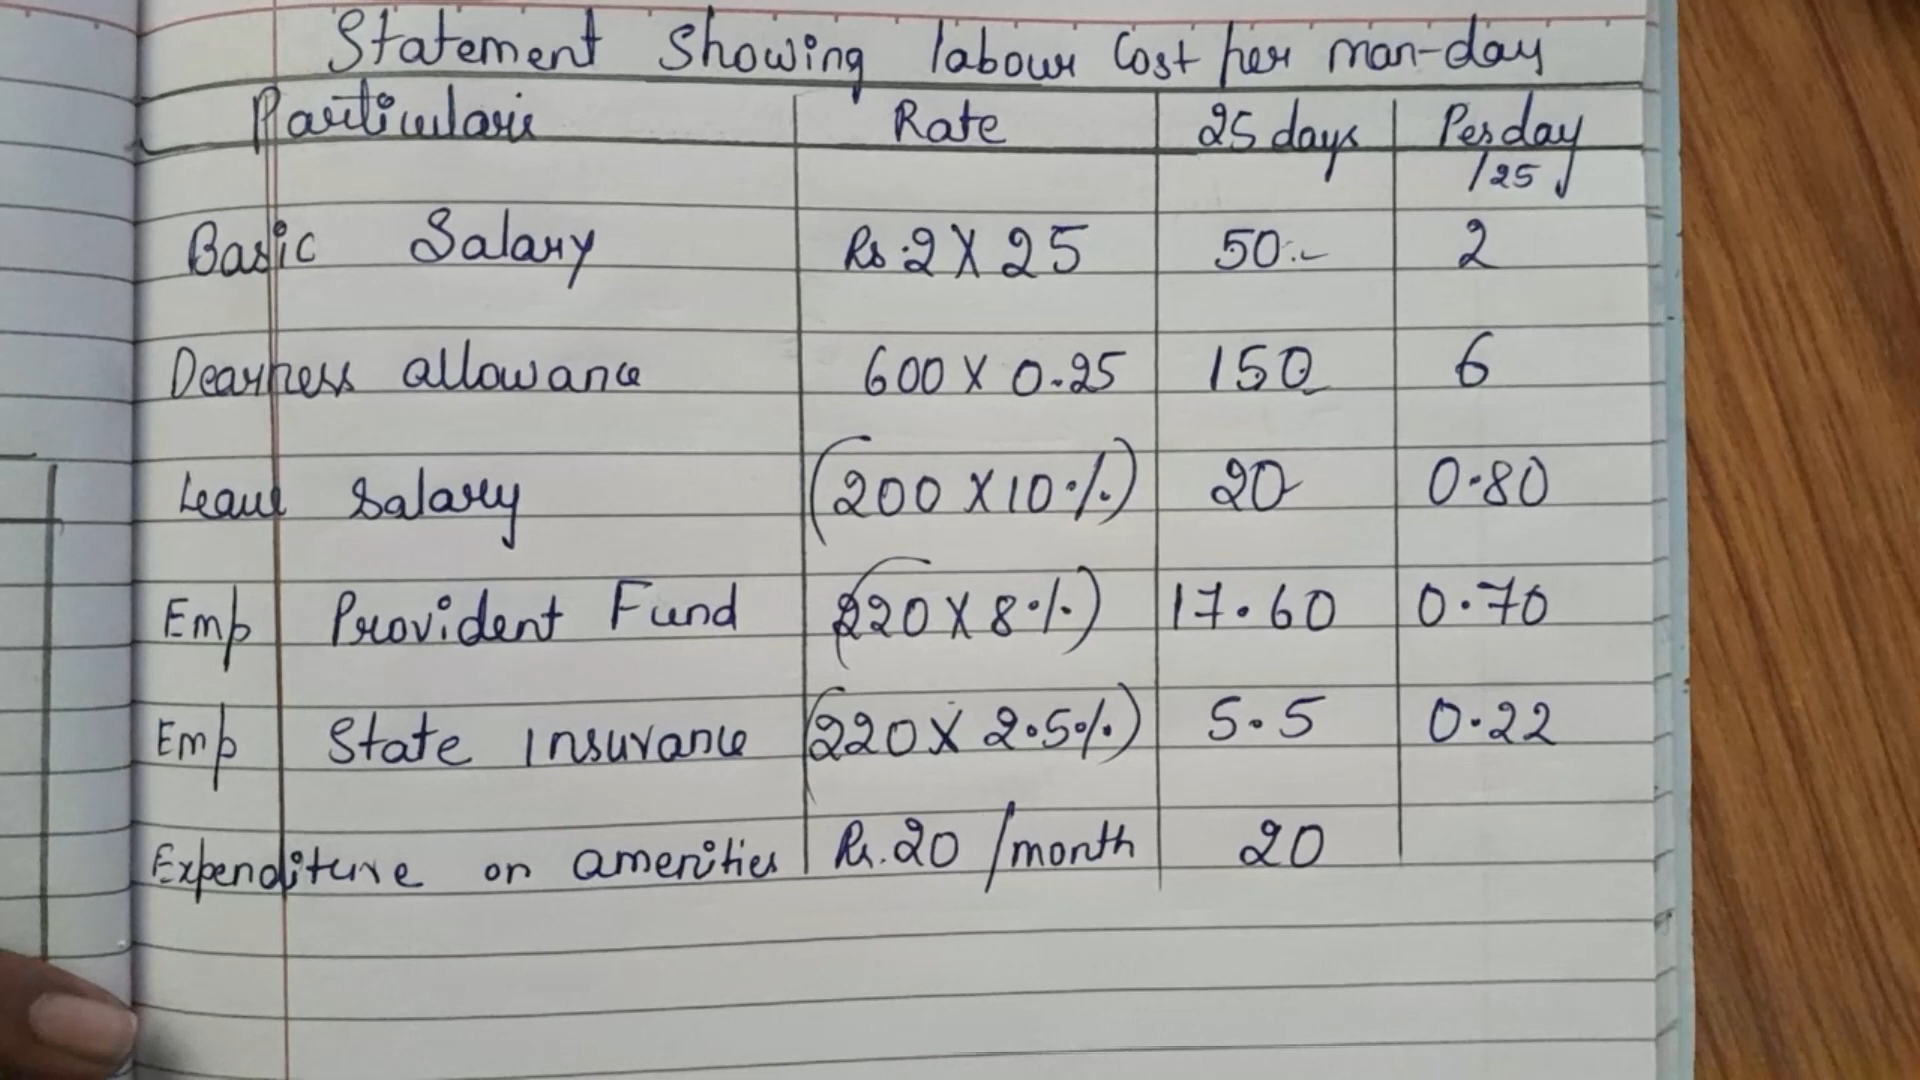 Statement Showing labour Cost per man-day
Particulars Rate 25 days Per day
/25
Basic Salary Rs.2 X 25 50 2
Dearness allowance 600 X 0.25 150 6
Leave Salary (200 X 10%) 20 0.80
Emp Provident Fund (220 X 8%) 17.60 0.70
Emp State Insurance (220 X 2.5%) 5.5 0.22
Expenditure on amenities Rs.20 /month 20